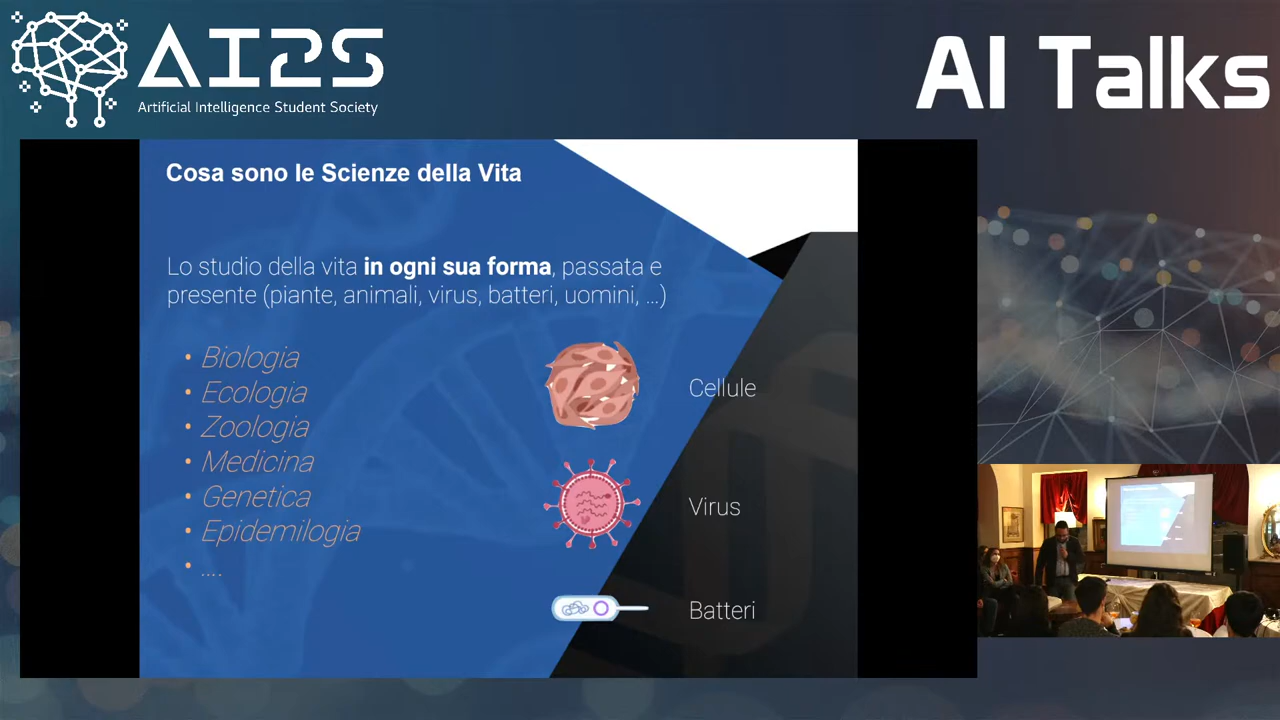 AI2S
Artificial Intelligence Student Society
AI Talks
Cosa sono le Scienze della Vita
Lo studio della vita in ogni sua forma, passata e
presente (piante, animali, virus, batteri, uomini, ...)
• Biologia
• Ecologia
• Zoologia
• Medicina
• Genetica
• Epidemilogia
• ....
Cellule
Virus
Batteri